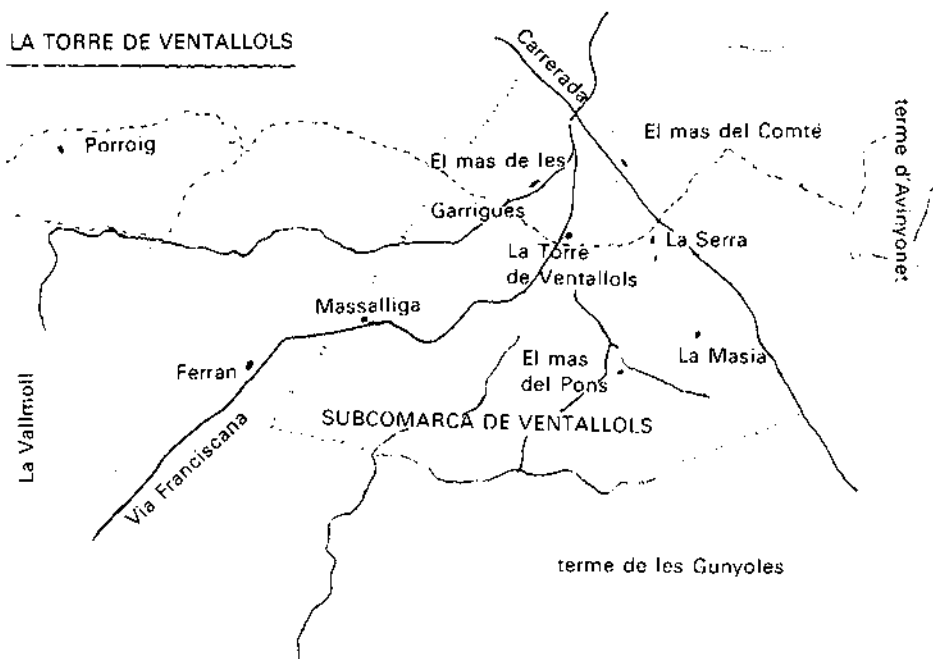 LA TORRE DE VENTALLOLS
Carrerada
Porroig
El mas del Comté
El mas de les
Garrigues
terme d'Avinyonet
La Torre
de Ventallols
La Serra
Massalliga
La Masia
El mas
del Pons
Ferran
La Vallmoll
SUBCOMARCA DE VENTALLOLS
Via Franciscana
terme de les Gunyoles